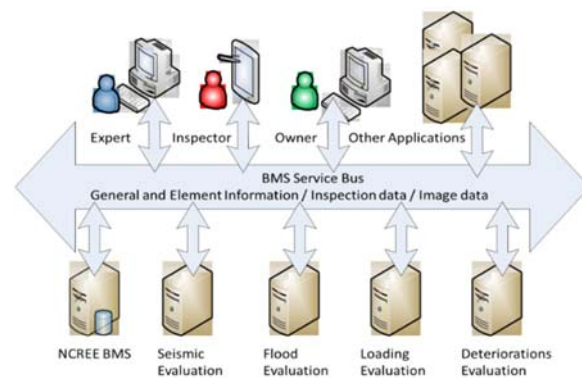 Expert Inspector Owner Other Applications
BMS Service Bus
General and Element Information / Inspection data / Image data
NCREE BMS Seismic Flood Loading Deteriorations
Evaluation Evaluation Evaluation Evaluation